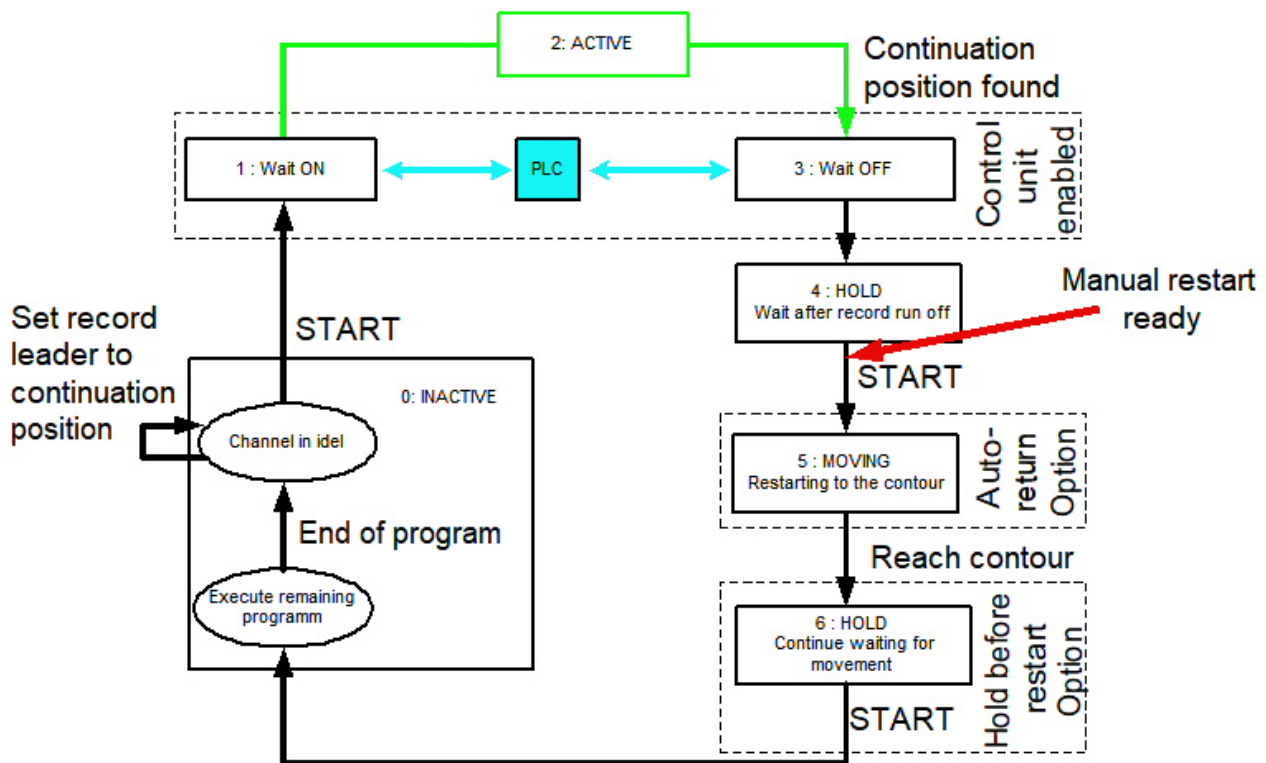 2: ACTIVE
Continuation
position found
1 : Wait ON
PLC
3 : Wait OFF
Control
unit
enabled
4 : HOLD
Wait after record run off
Manual restart
ready
START
Set record
leader to
continuation
position
START
0: INACTIVE
Channel in idel
5 : MOVING
Restarting to the contour
Auto-
return
Option
End of program
Reach contour
Execute remaining
programm
6 : HOLD
Continue waiting for
movement
Hold before
restart
Option
START